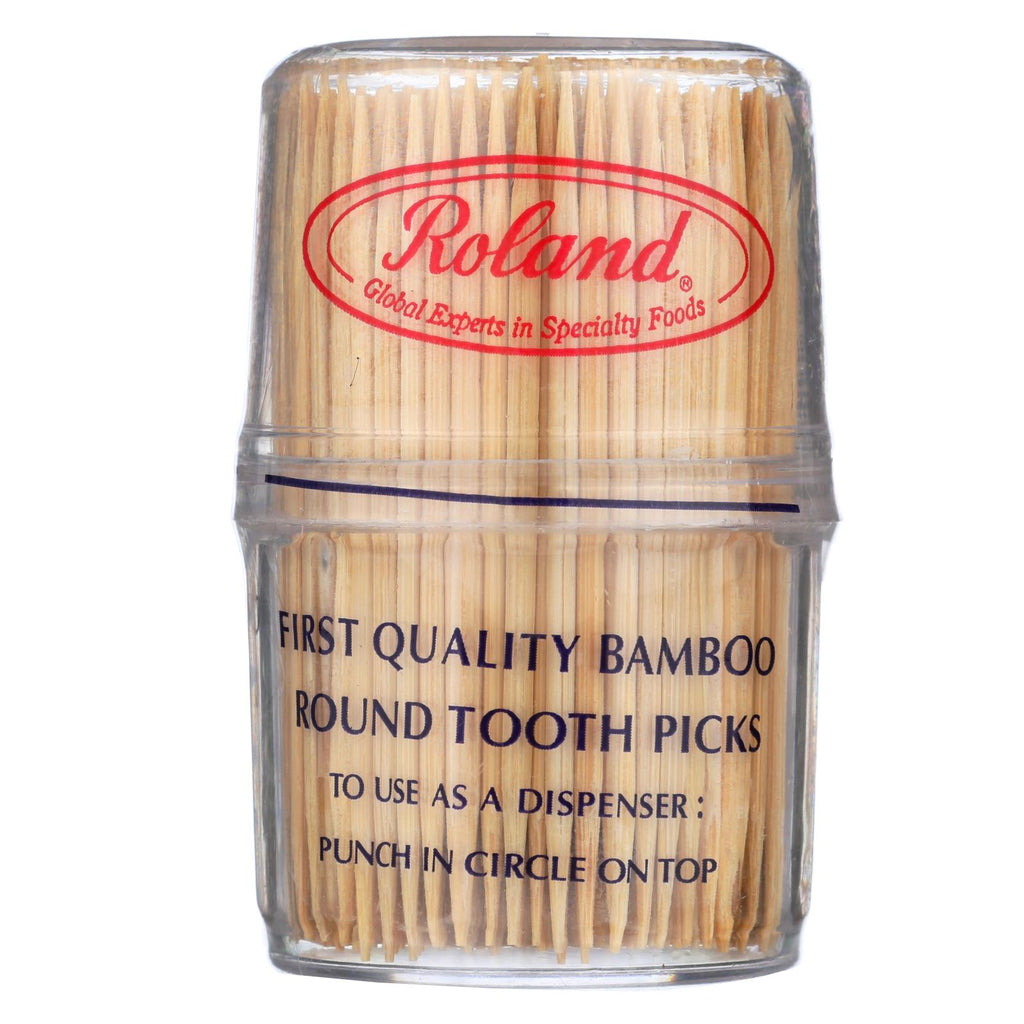 Roland®
Global Experts in Specialty Foods
FIRST QUALITY BAMBOO
ROUND TOOTH PICKS
TO USE AS A DISPENSER:
PUNCH IN CIRCLE ON TOP